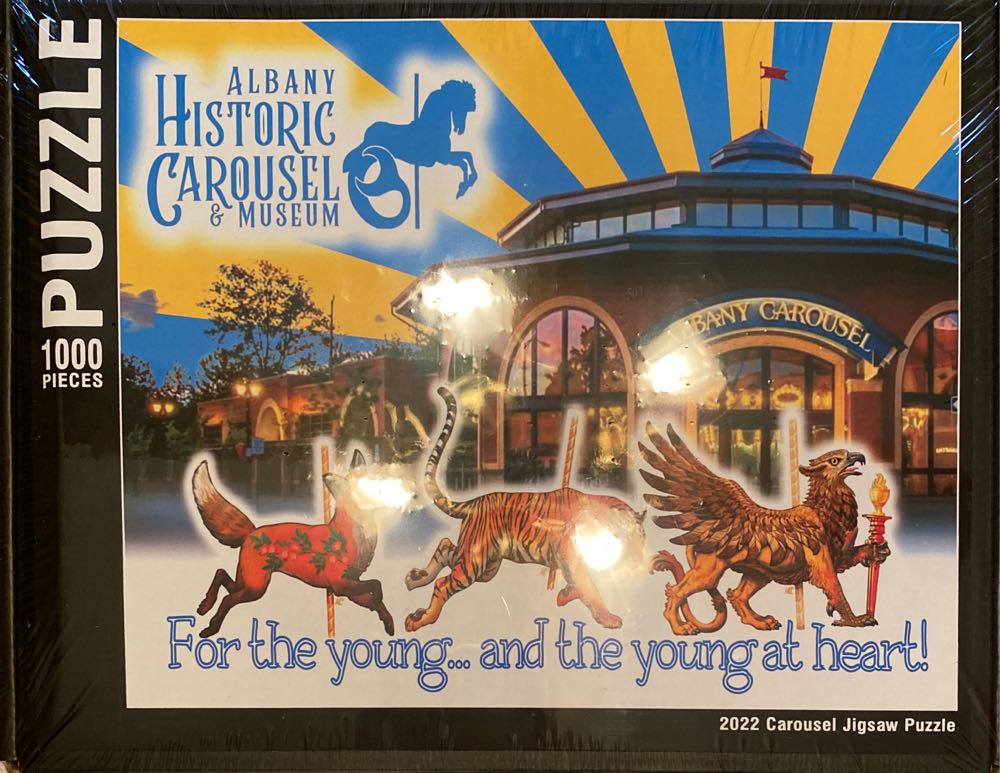 PUZZLE
1000
PIECES
ALBANY
HISTORIC
CAROUSEL
& MUSEUM
BANY CAROUSEL
For the young... and the young at heart!
2022 Carousel Jigsaw Puzzle